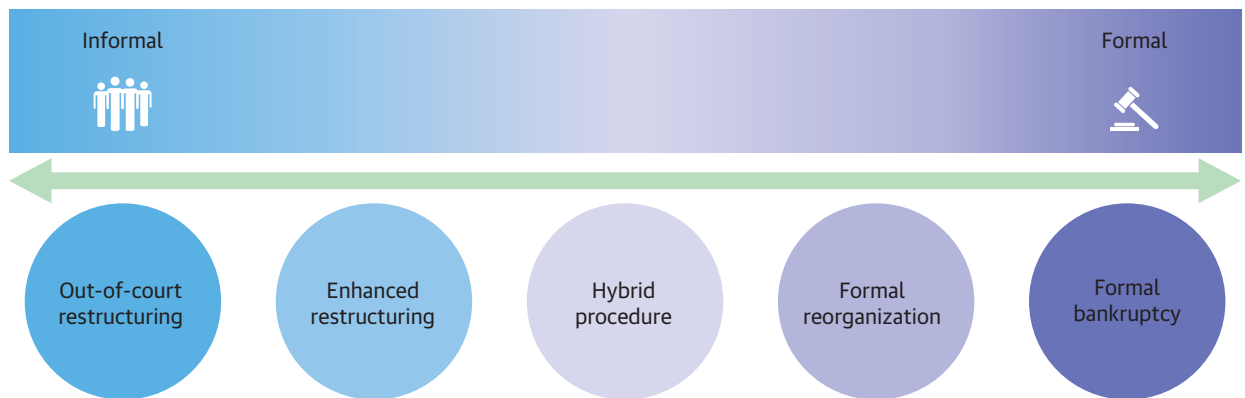 Informal
Formal
Out-of-court
restructuring
Enhanced
restructuring
Hybrid
procedure
Formal
reorganization
Formal
bankruptcy